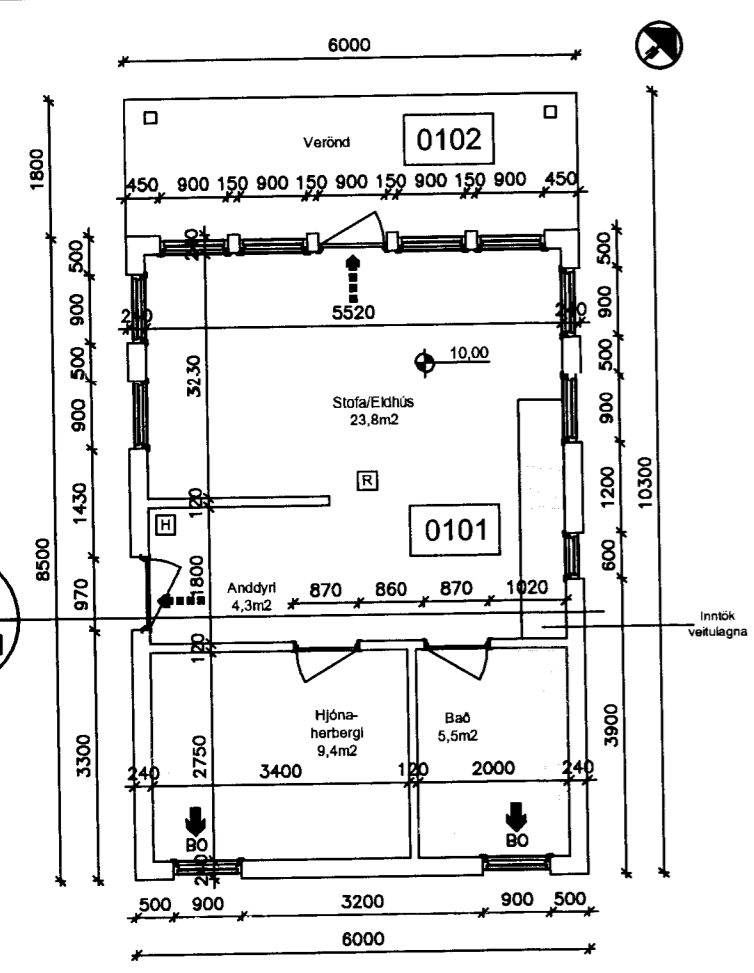 6000
Verönd
0102
1800
450 900 150 900 150 900 150 900 150 900 450
240
500
500
900
900
240
5520
240
10,00
500
500
3230
Stofa/Eldhús
23,8m2
900
900
R
1430
120
1200
10300
H
0101
8500
600
970
1800
Anddyri
4,3m2
870 860 870 1020
Inntök
veitulagna
120
Hjóna-
herbergi
9,4m2
Bað
5,5m2
3300
3900
240
2750
3400
120
2000
240
BO
BO
240
500 900 3200 900 500
6000